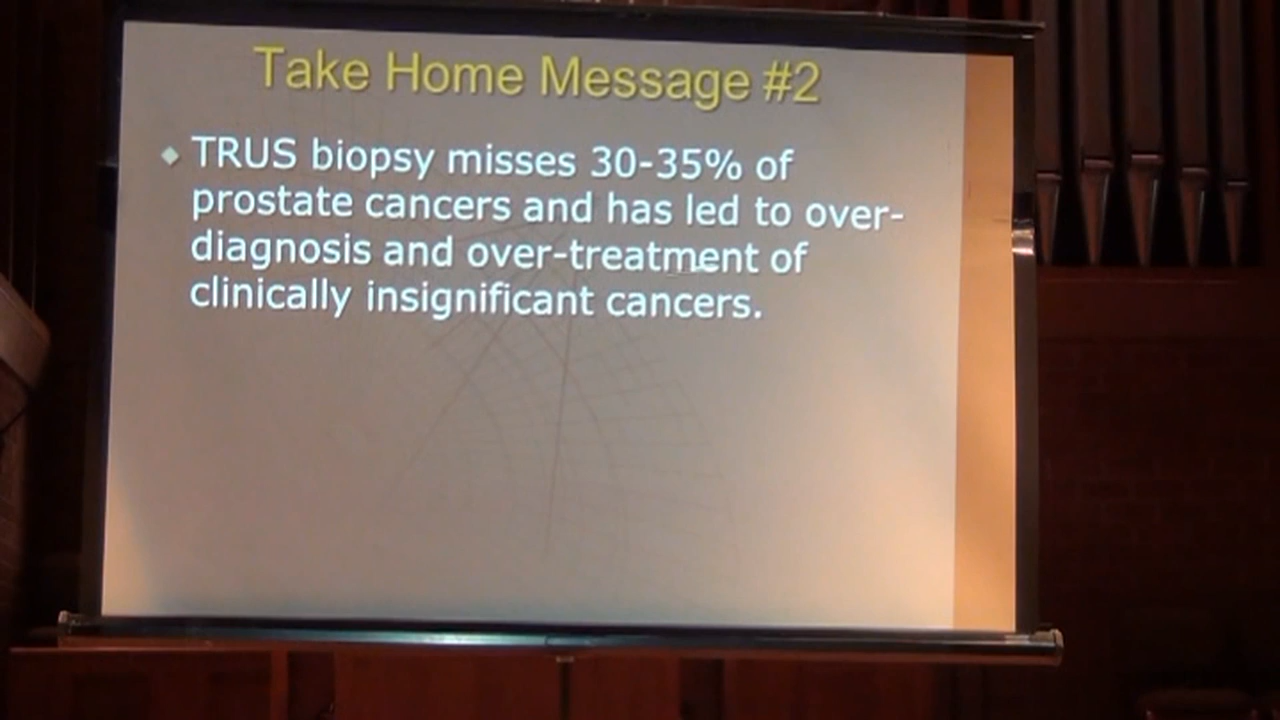 Take Home Message #2
TRUS biopsy misses 30-35% of
prostate cancers and has led to over-
diagnosis and over-treatment of
clinically insignificant cancers.